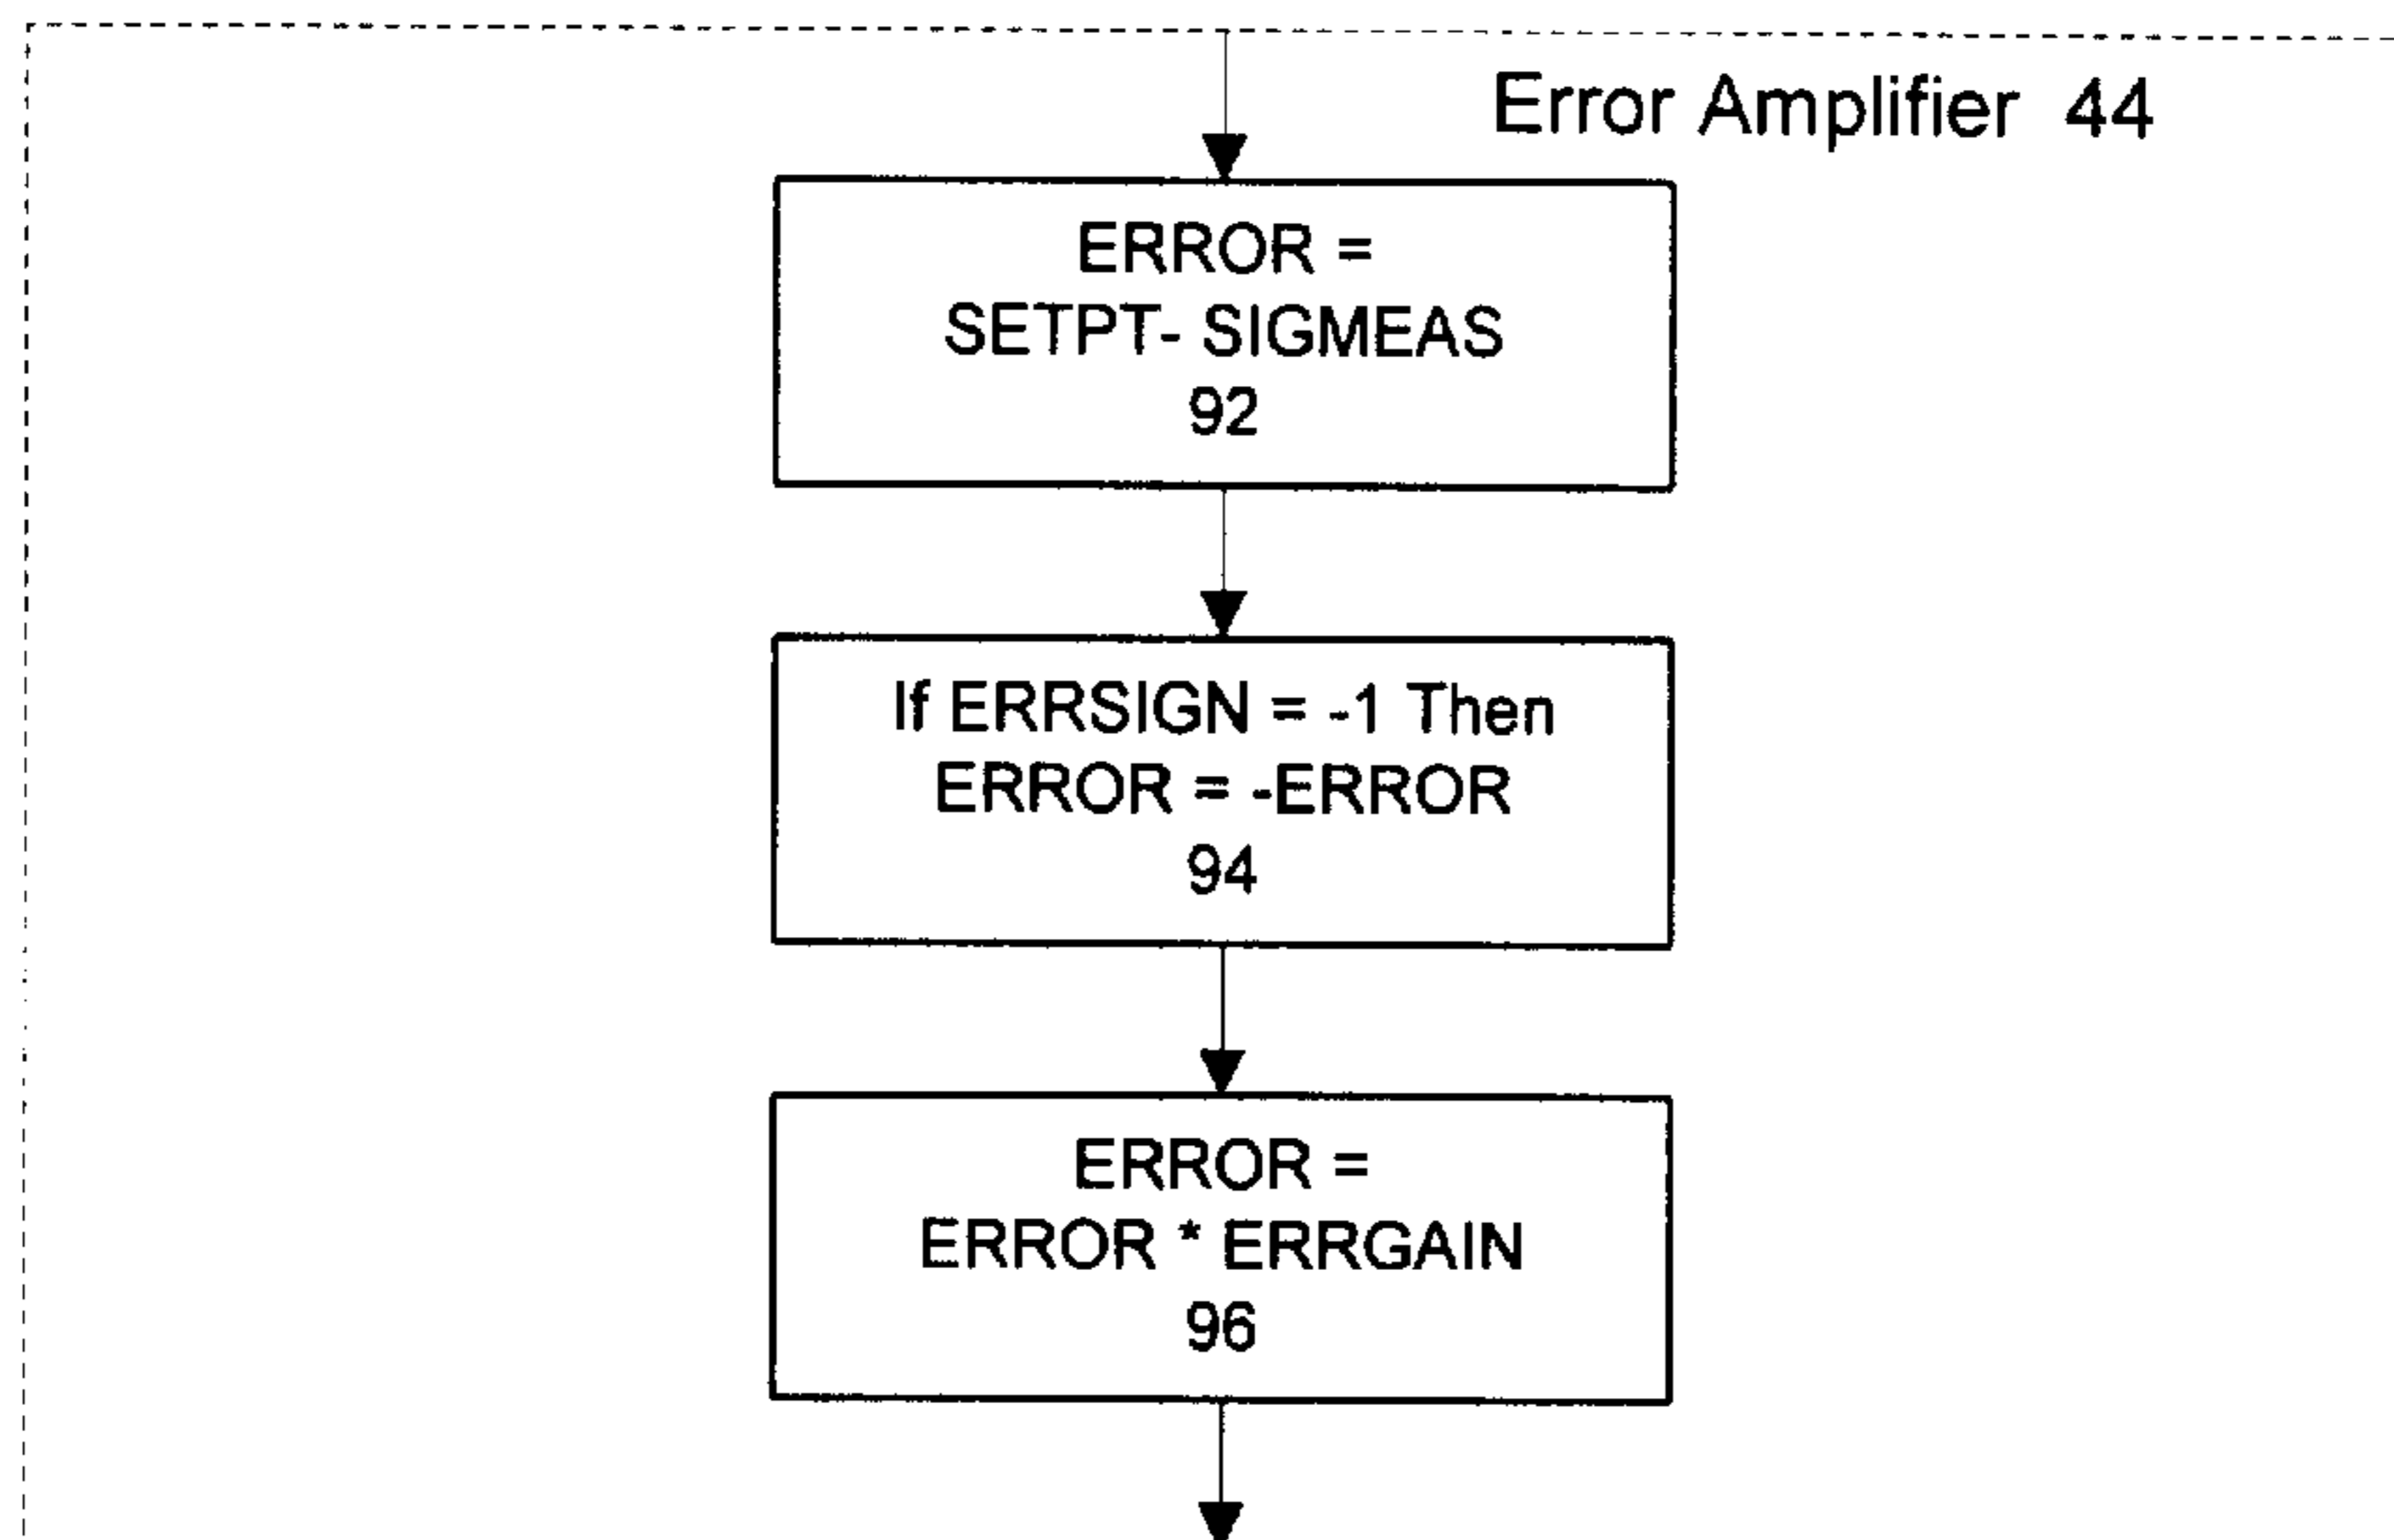 Error Amplifier 44
ERROR =
SETPT- SIGMEAS
92
If ERRSIGN = -1 Then
ERROR = -ERROR
94
ERROR =
ERROR * ERRGAIN
96